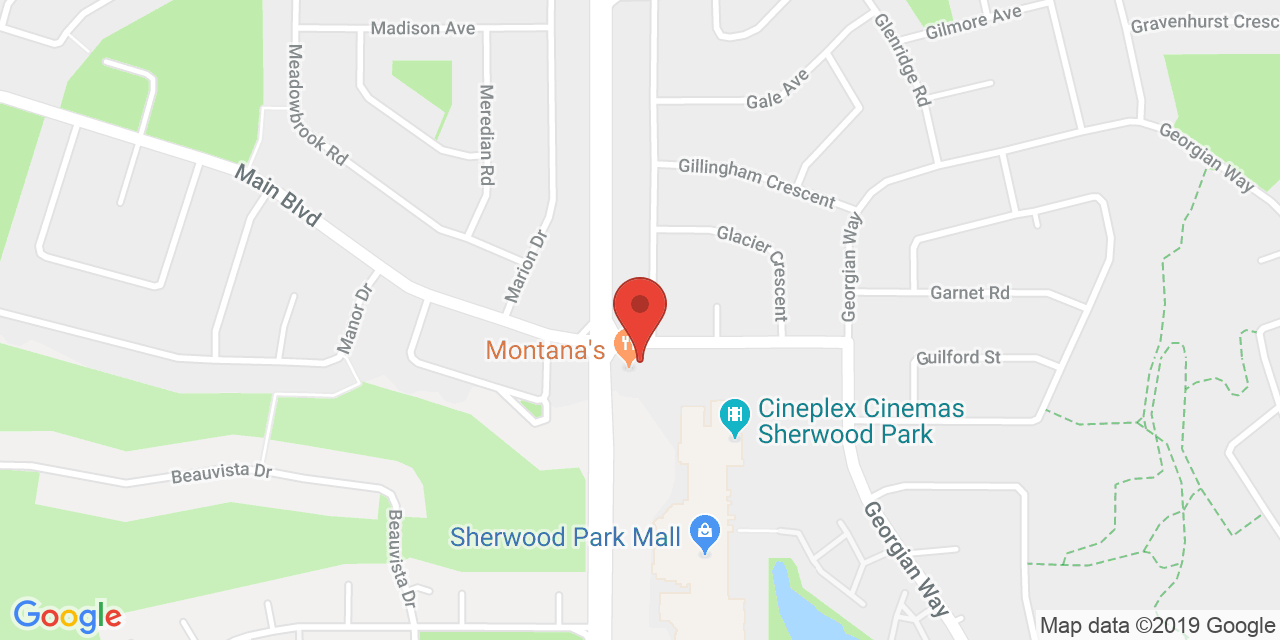 Madison Ave
Gilmore Ave
Gravenhurst Cresc
Glenridge Rd
Meadowbrook Rd
Meredian Rd
Gale Ave
Georgian Way
Gillingham Crescent
Main Blvd
Marion Dr
Glacier Crescent
Georgian Way
Garnet Rd
Manor Dr
Montana's
Guilford St
Cineplex Cinemas
Sherwood Park
Beauvista Dr
Beauvista Dr
Sherwood Park Mall
Georgian Way
Google
Map data ©2019 Google